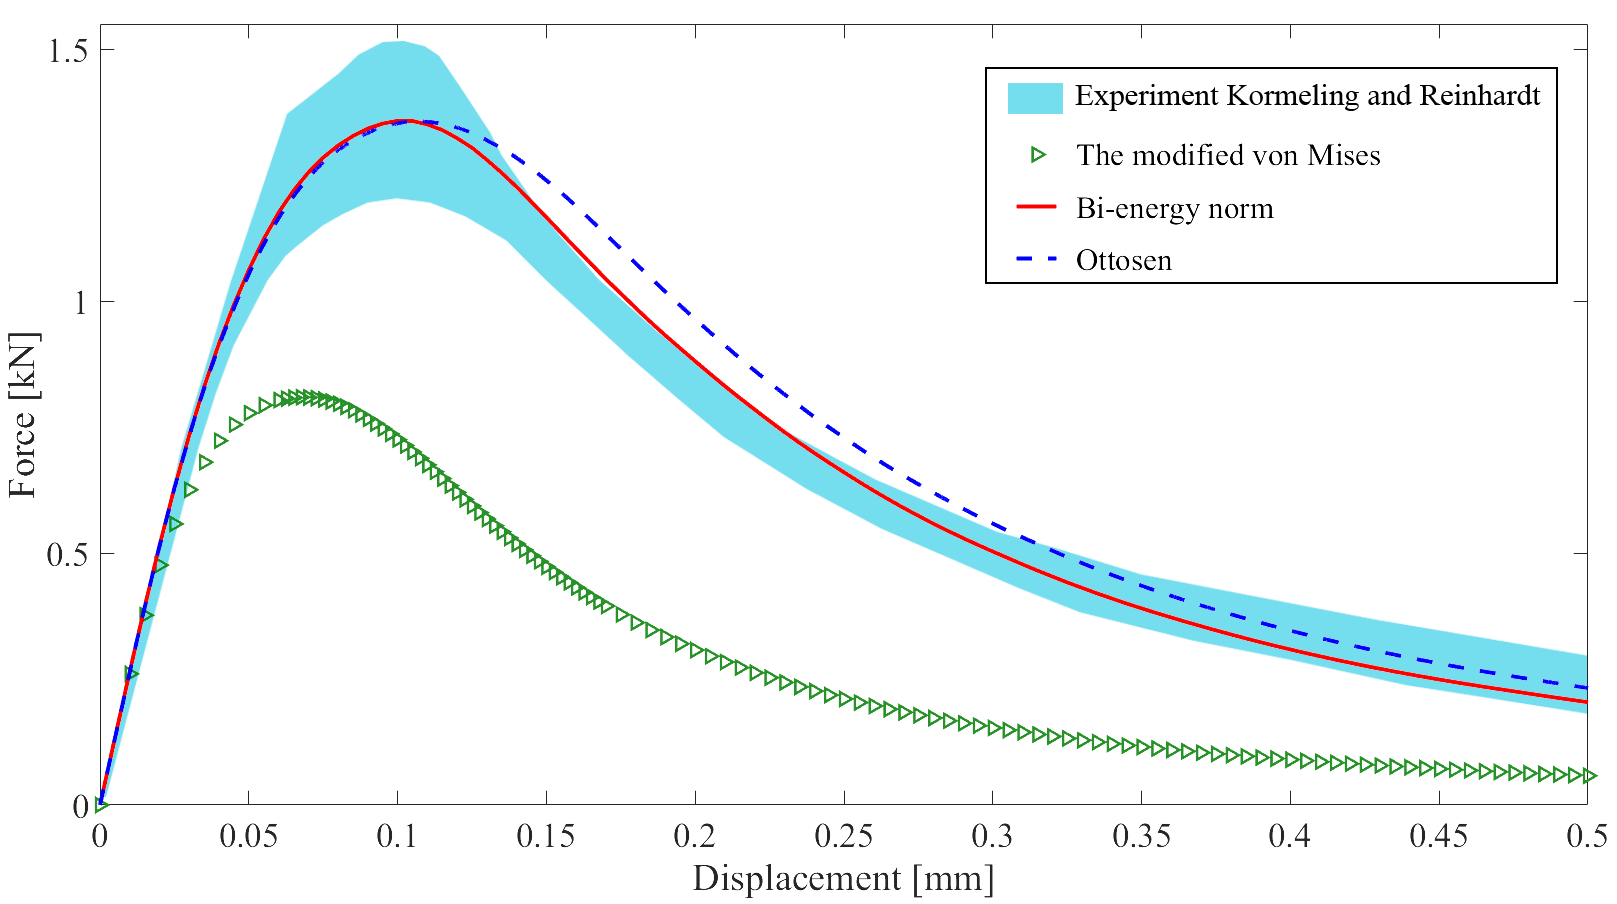 1.5
1
0.5
0
Force [kN]
Experiment Kormeling and Reinhardt
The modified von Mises
Bi-energy norm
Ottosen
0 0.05 0.1 0.15 0.2 0.25 0.3 0.35 0.4 0.45 0.5
Displacement [mm]